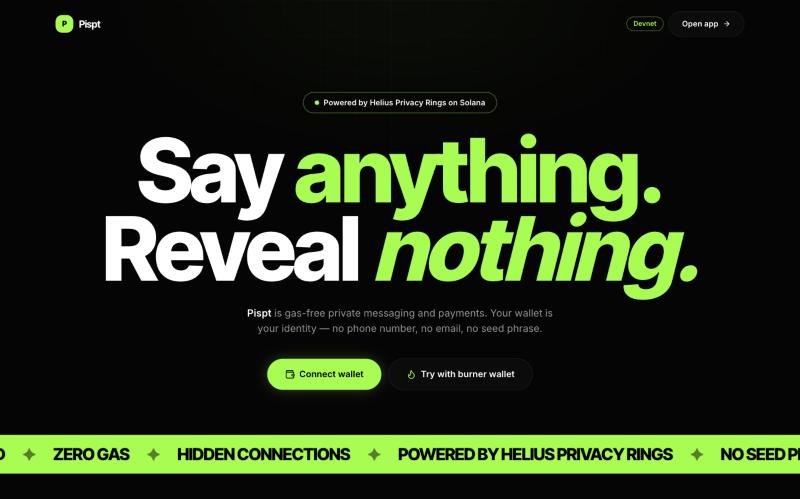 P Pispt
Devnet
Open app →
Powered by Helius Privacy Rings on Solana
Say anything.
Reveal nothing.
Pispt is gas-free private messaging and payments. Your wallet is
your identity — no phone number, no email, no seed phrase.
Connect wallet
Try with burner wallet
ZERO GAS ✦ HIDDEN CONNECTIONS ✦ POWERED BY HELIUS PRIVACY RINGS ✦ NO SEED